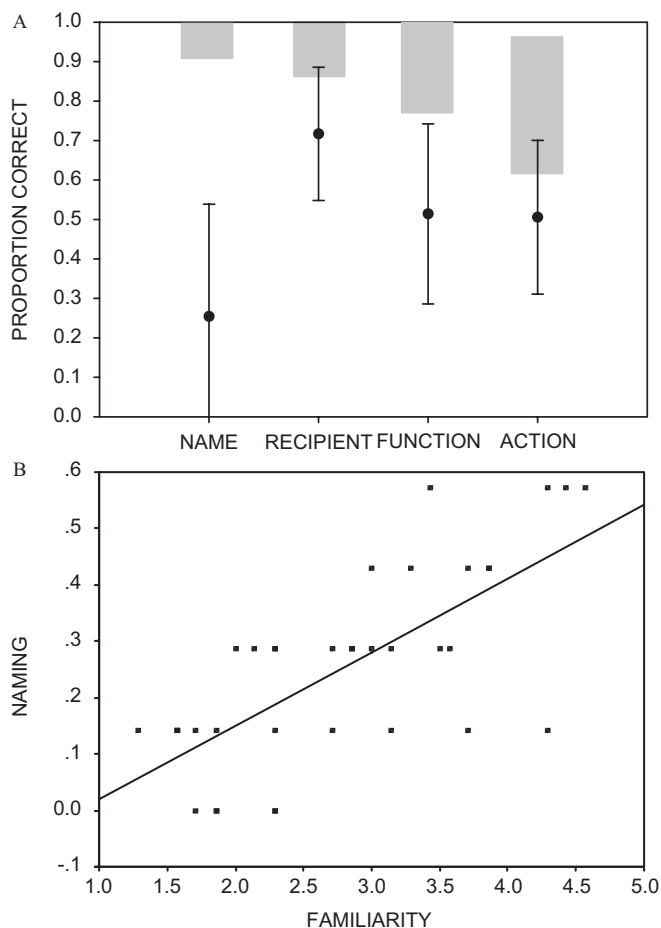 A
PROPORTION CORRECT
1.0
0.9
0.8
0.7
0.6
0.5
0.4
0.3
0.2
0.1
0.0
NAME RECIPIENT FUNCTION ACTION
B
NAMING
.6
.5
.4
.3
.2
.1
0.0
-.1
1.0 1.5 2.0 2.5 3.0 3.5 4.0 4.5 5.0
FAMILIARITY